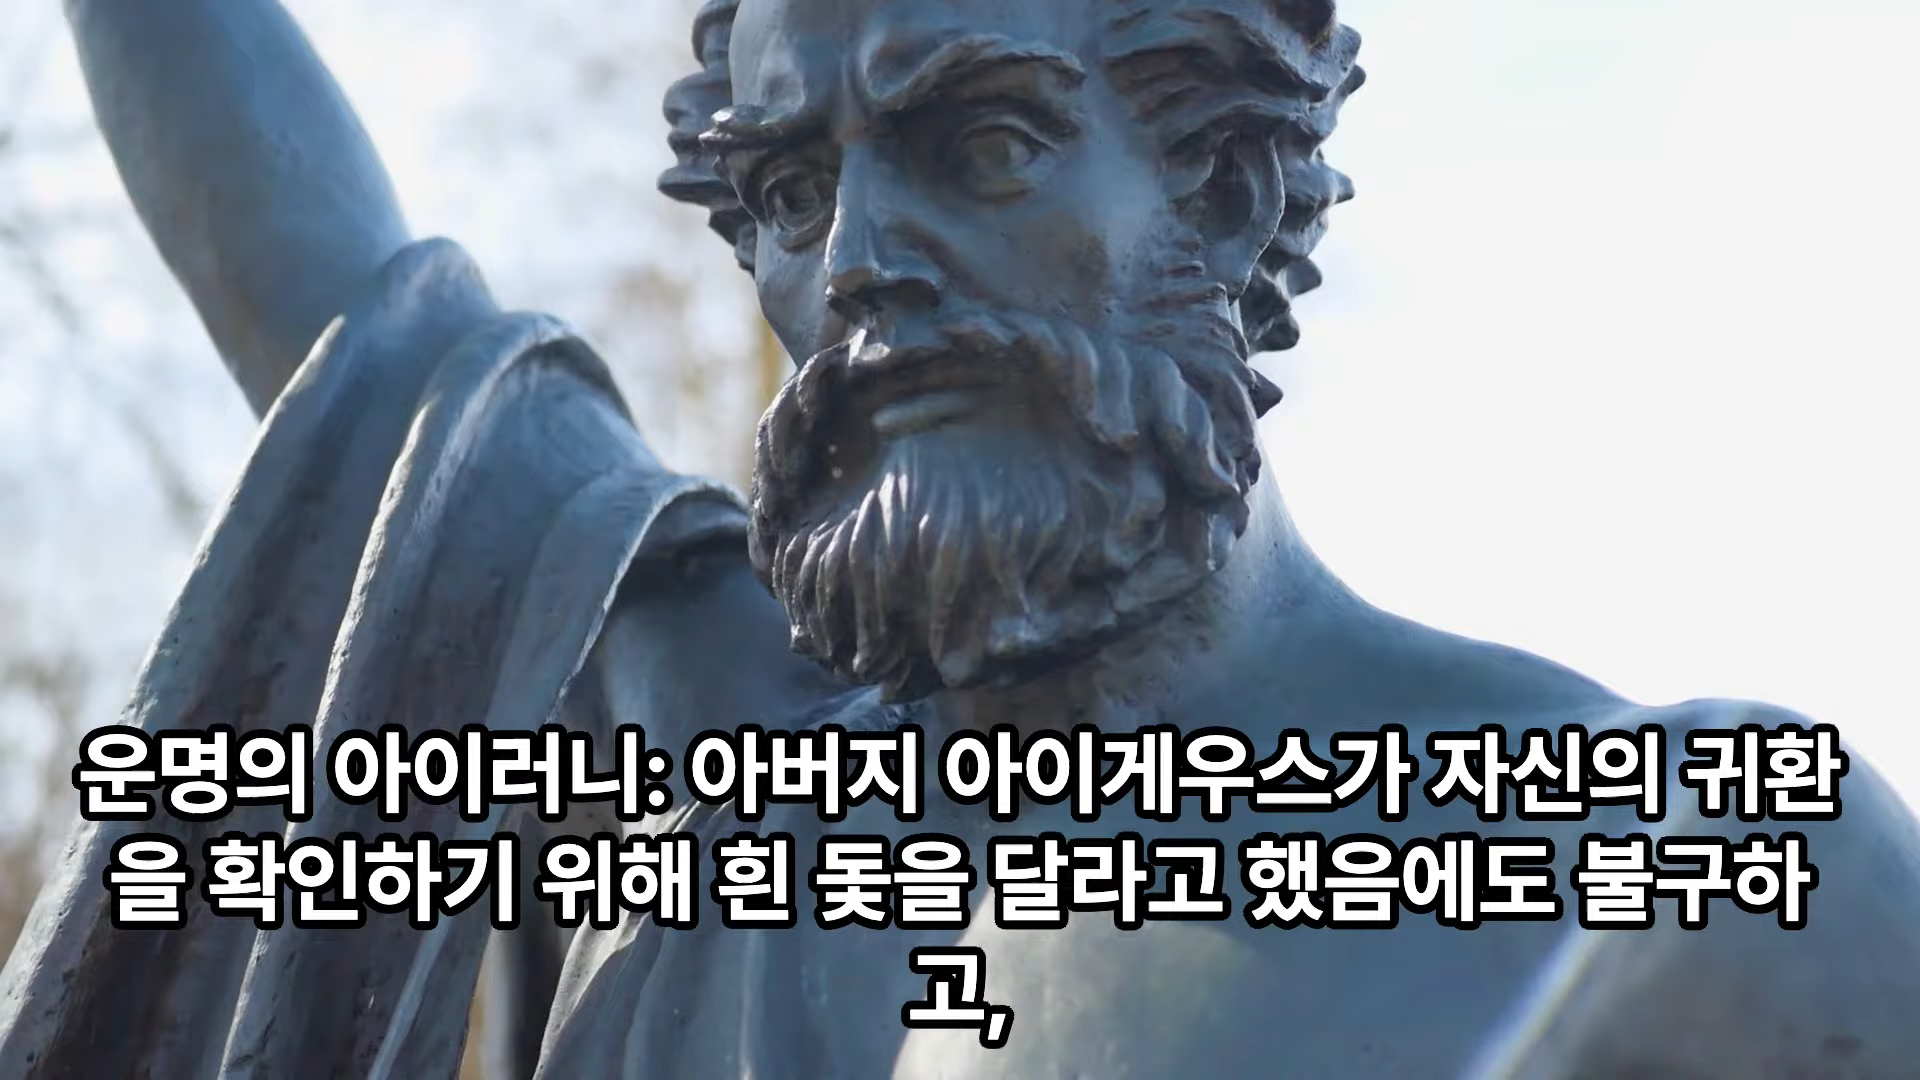 운명의 아이러니: 아버지 아이게우스가 자신의 귀환
을 확인하기 위해 흰 돛을 달라고 했음에도 불구하
고,